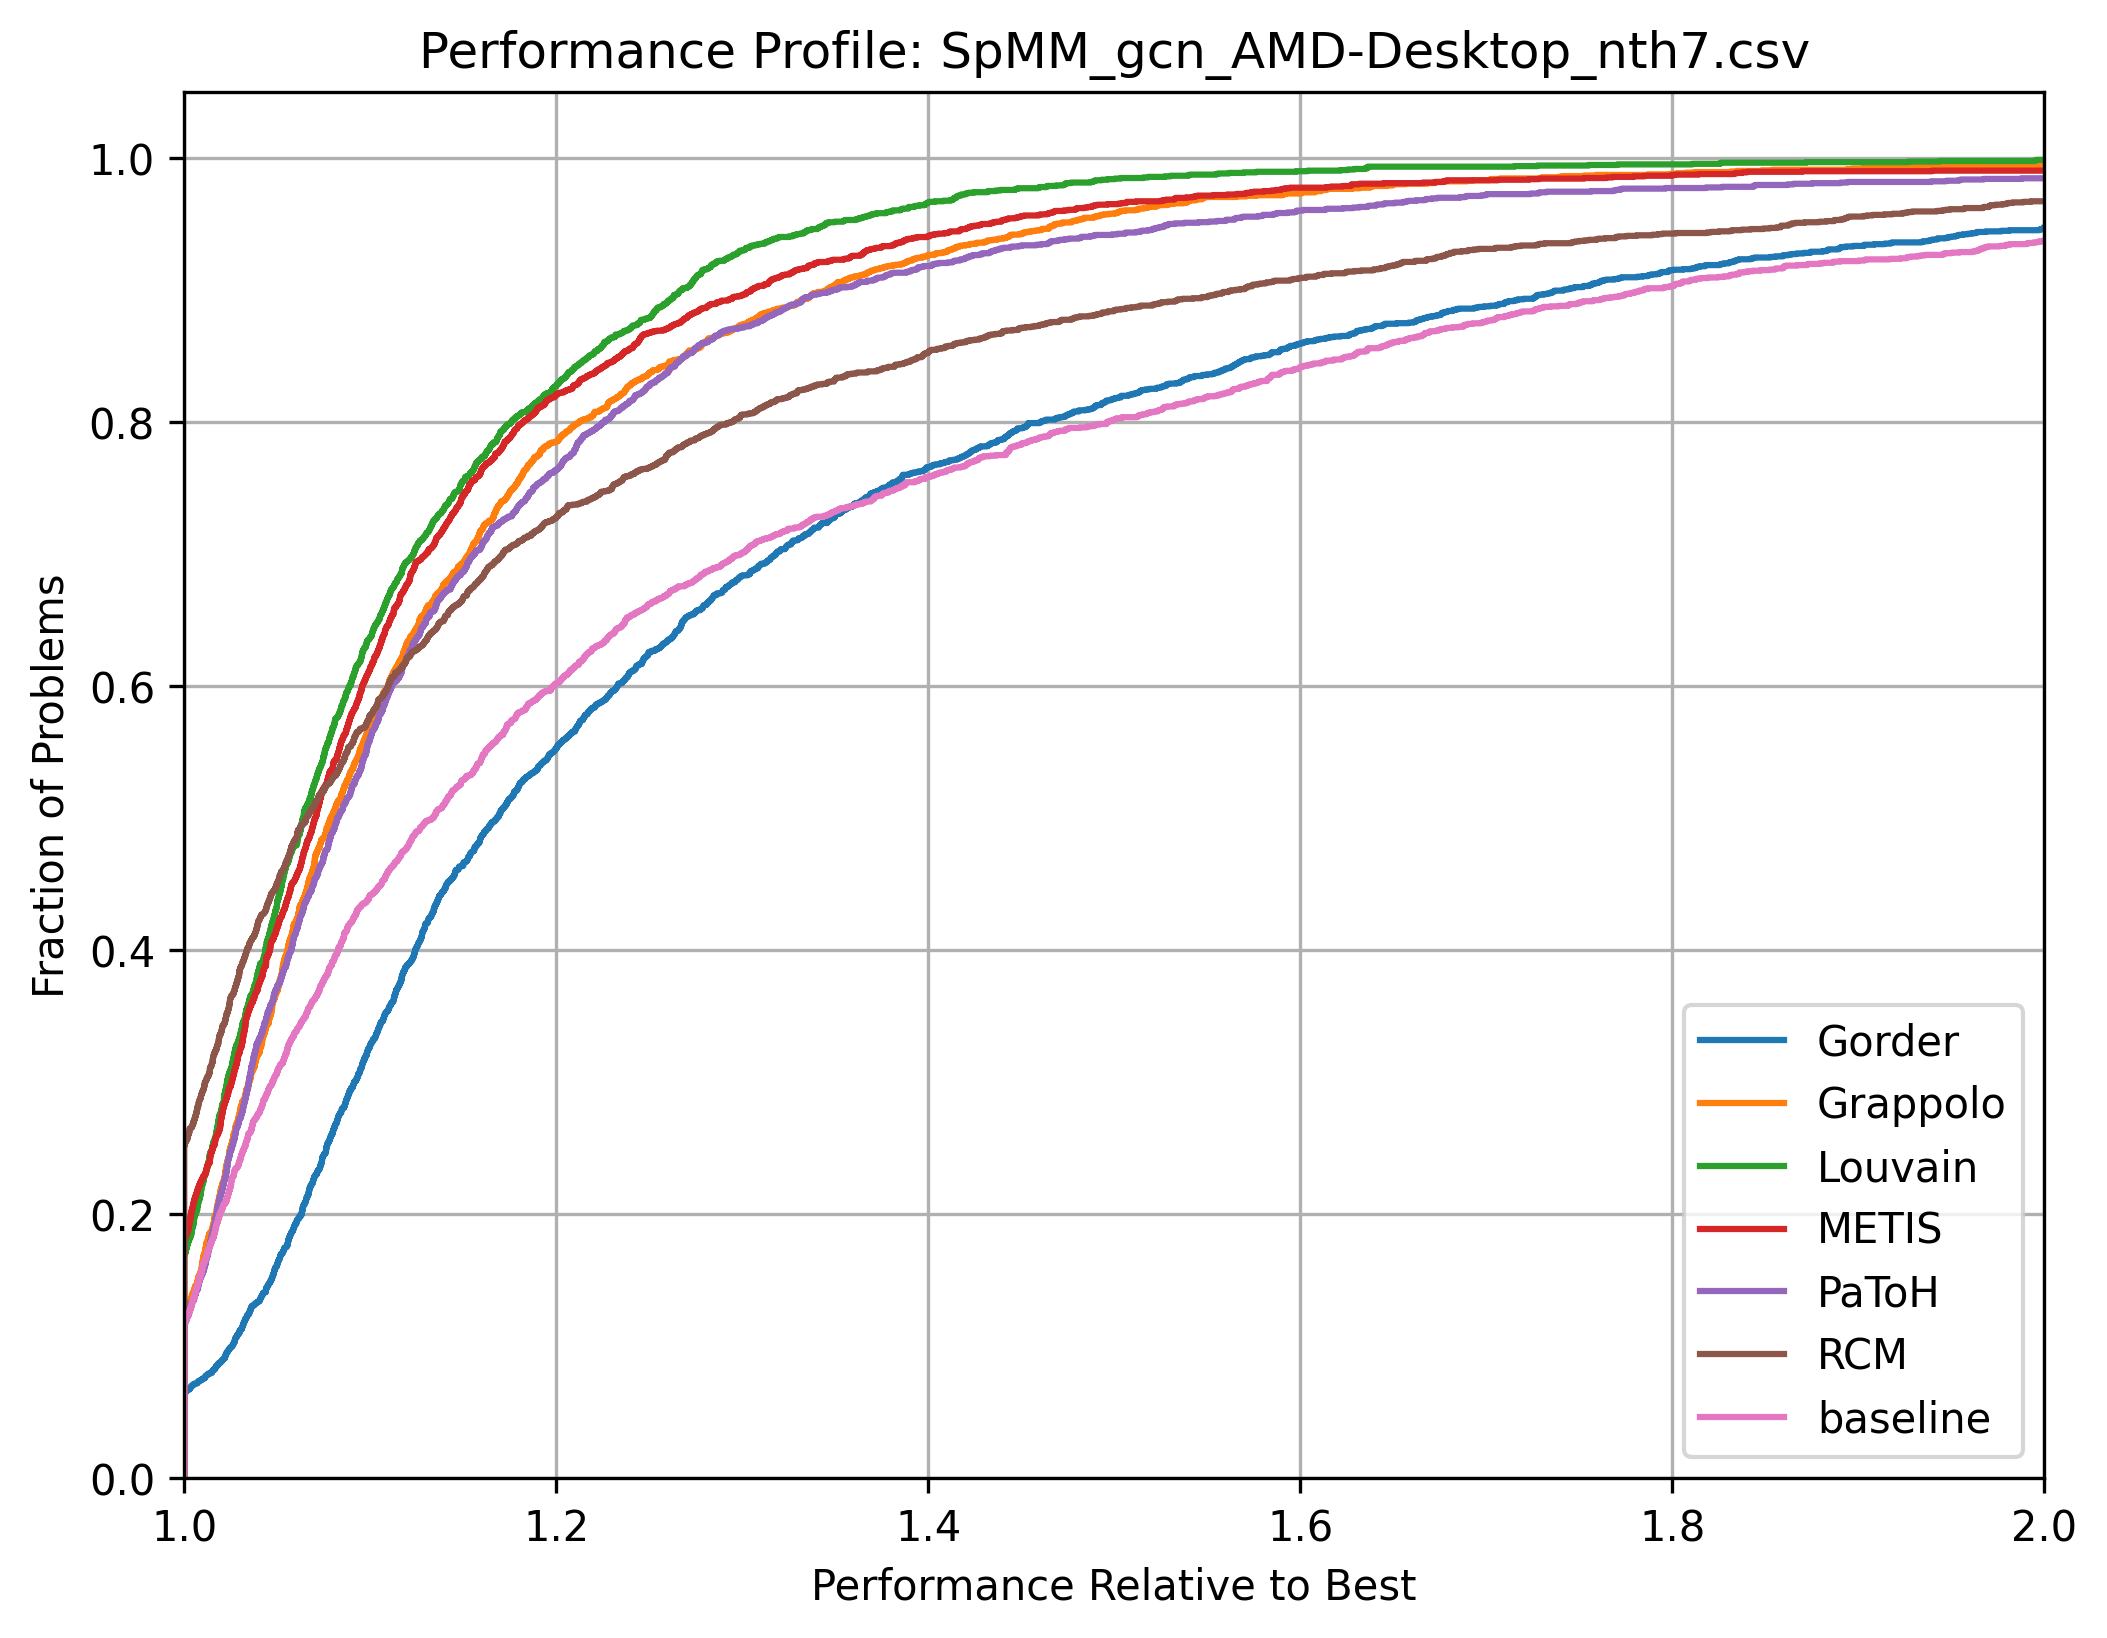 Performance Profile: SpMM_gcn_AMD-Desktop_nth7.csv
Fraction of Problems
1.0
0.8
0.6
0.4
0.2
0.0
1.0 1.2 1.4 1.6 1.8 2.0
Performance Relative to Best
Gorder
Grappolo
Louvain
METIS
PaToH
RCM
baseline